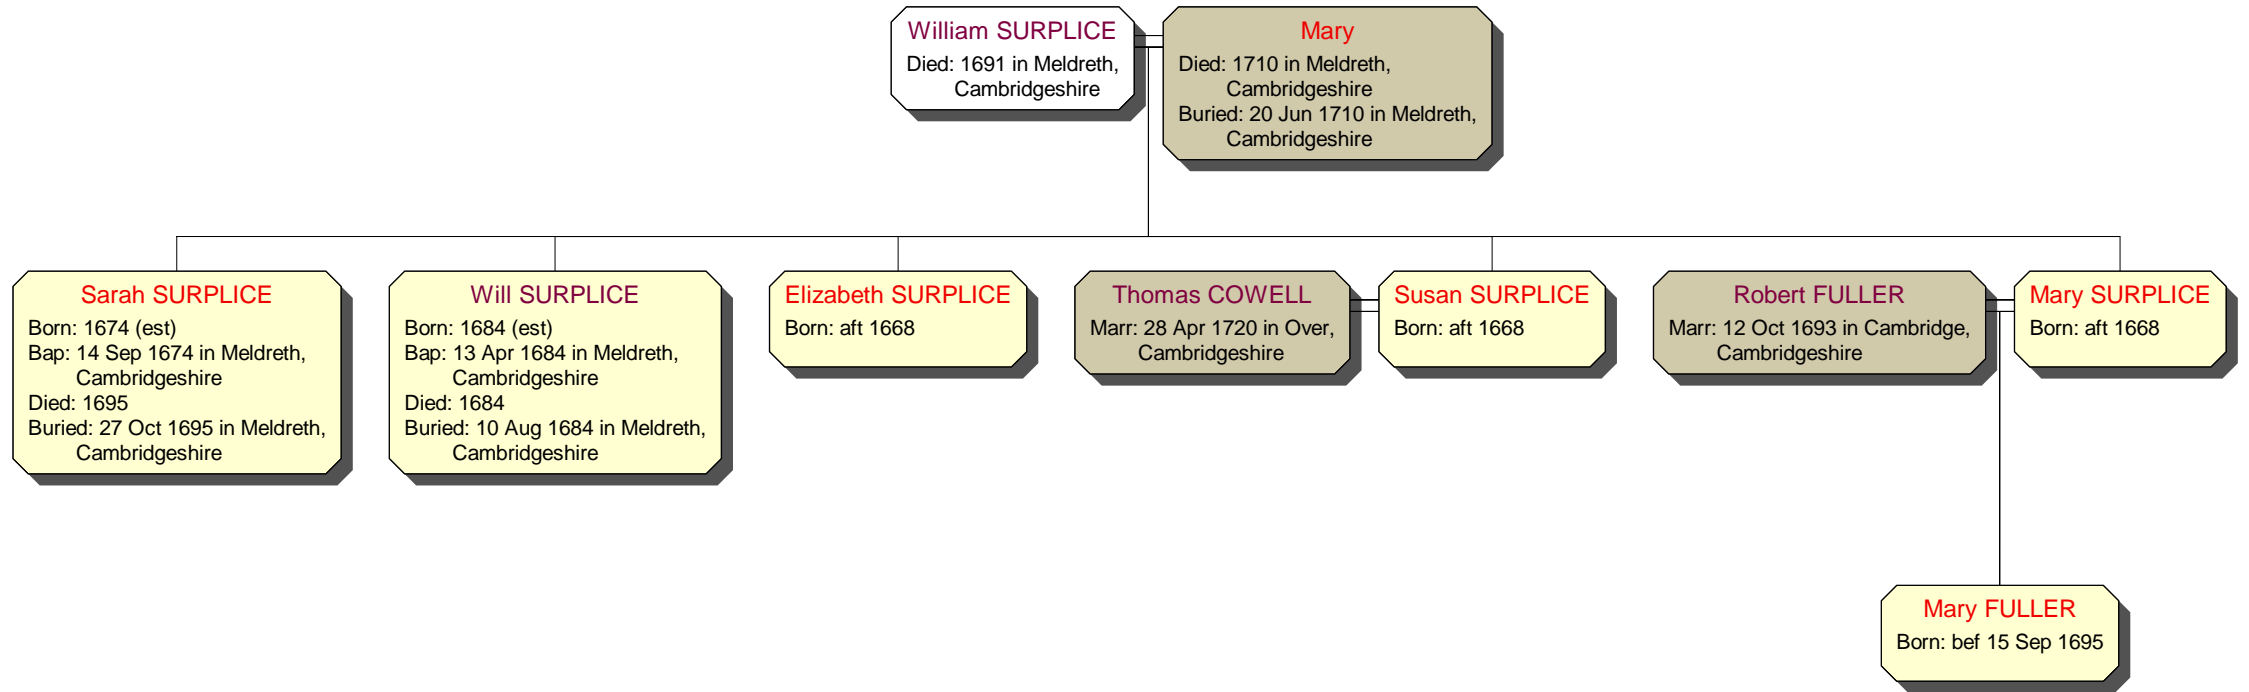 William SURPLICE
Died: 1691 in Meldreth,
Cambridgeshire
Mary
Died: 1710 in Meldreth,
Cambridgeshire
Buried: 20 Jun 1710 in Meldreth,
Cambridgeshire
Sarah SURPLICE
Born: 1674 (est)
Bap: 14 Sep 1674 in Meldreth,
Cambridgeshire
Died: 1695
Buried: 27 Oct 1695 in Meldreth,
Cambridgeshire
Will SURPLICE
Born: 1684 (est)
Bap: 13 Apr 1684 in Meldreth,
Cambridgeshire
Died: 1684
Buried: 10 Aug 1684 in Meldreth,
Cambridgeshire
Elizabeth SURPLICE
Born: aft 1668
Thomas COWELL
Marr: 28 Apr 1720 in Over,
Cambridgeshire
Susan SURPLICE
Born: aft 1668
Robert FULLER
Marr: 12 Oct 1693 in Cambridge,
Cambridgeshire
Mary SURPLICE
Born: aft 1668
Mary FULLER
Born: bef 15 Sep 1695